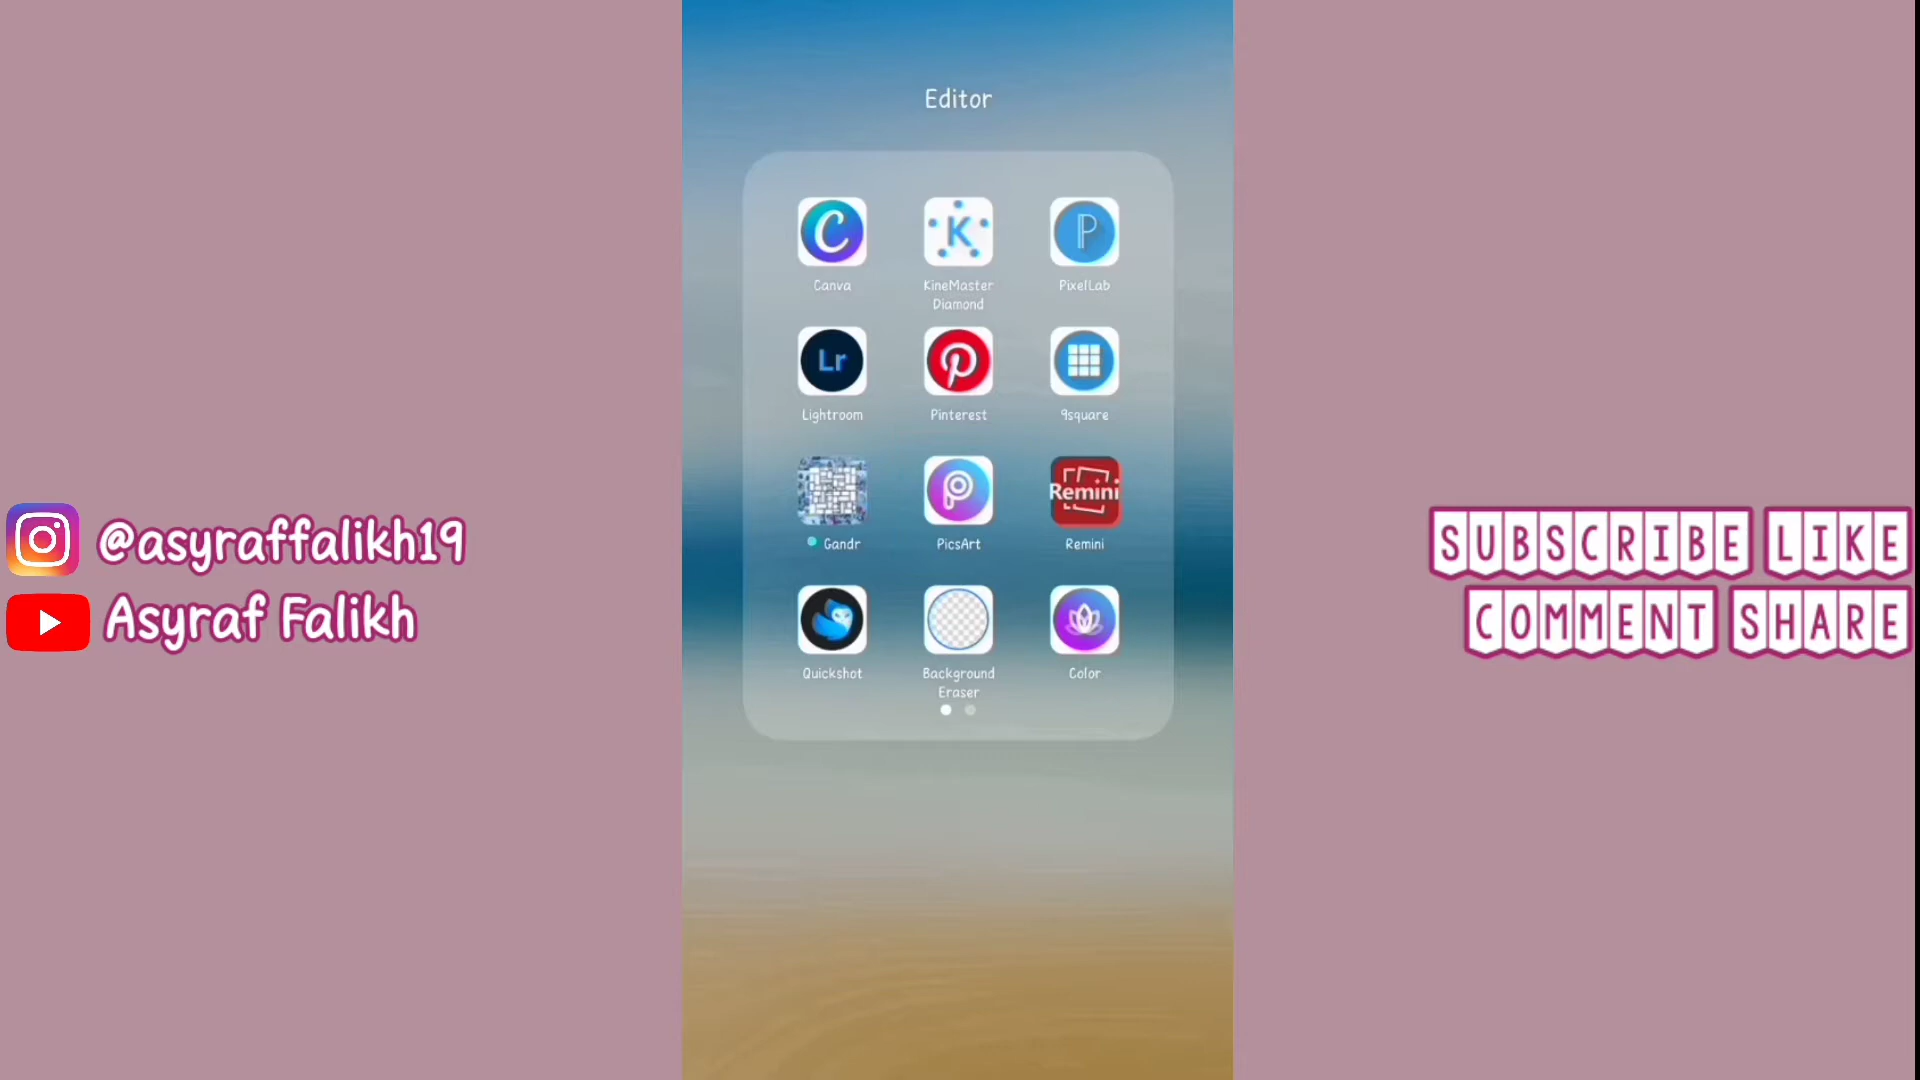 Editor
Canva
KineMaster
Diamond
PixelLab
Lr
Lightroom
Pinterest
9square
Gandr
PicsArt
Remini
Remini
Quickshot
Background
Eraser
Color
@asyraffalikh19
Asyraf Falikh
SUBSCRIBE LIKE
COMMENT SHARE